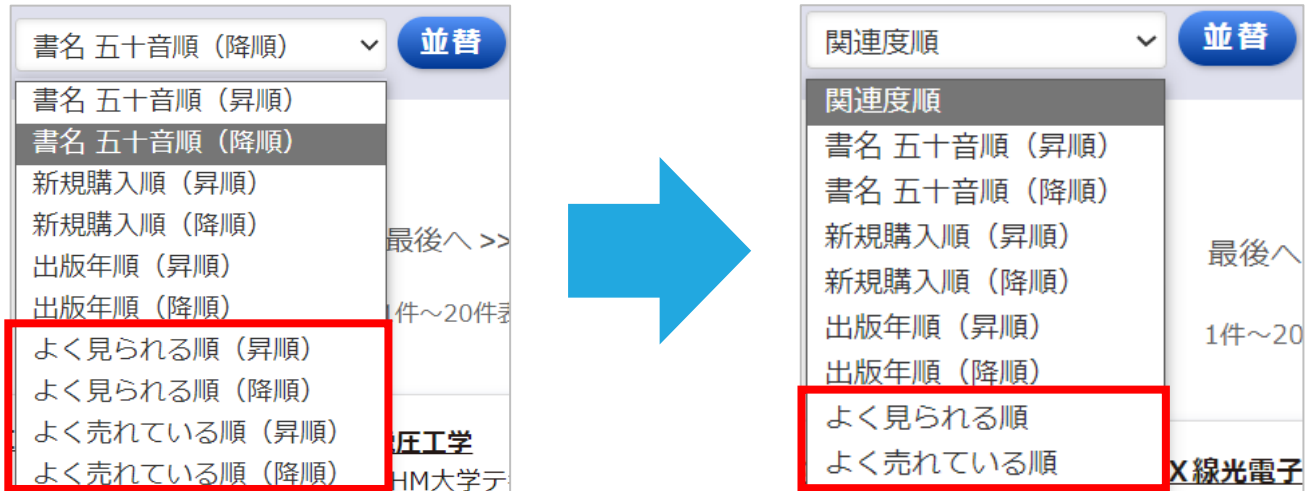 書名 五十音順（降順）
並替
書名 五十音順（昇順）
書名 五十音順（降順）
新規購入順（昇順）
新規購入順（降順）
出版年順（昇順）
出版年順（降順）
よく見られる順（昇順）
よく見られる順（降順）
よく売れている順（昇順）
よく売れている順（降順）
最後へ >>
1件～20件表
圧工学
HM大学テ
関連度順
並替
関連度順
書名 五十音順（昇順）
書名 五十音順（降順）
新規購入順（昇順）
新規購入順（降順）
出版年順（昇順）
出版年順（降順）
よく見られる順
よく売れている順
最後へ
1件～20
X線光電子